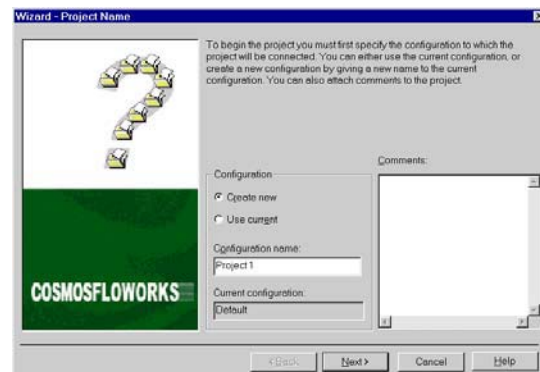 Wizard - Project Name
To begin the project you must first specify the configuration to which the
project will be connected. You can either use the current configuration, or
create a new configuration by giving a new name to the current
configuration. You can also attach comments to the project.
Configuration
Create new
Use current
Configuration name:
Project 1
Current configuration:
Default
Comments:
COSMOSFLOWORKS
< Back
Next >
Cancel
Help